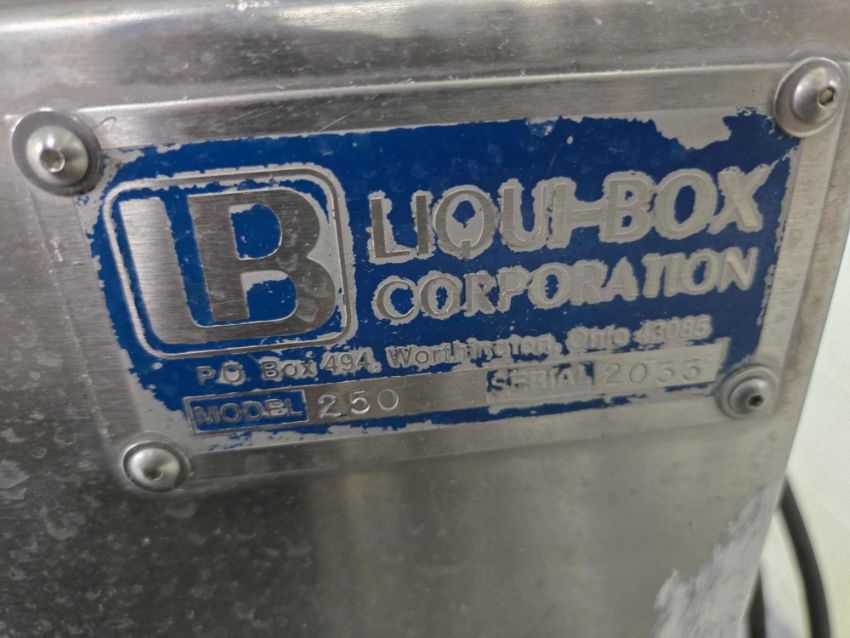 LB LIQUI-BOX
CORPORATION
P.O. Box 494, Worthington, Ohio 43085
MODEL 250 SERIAL 2033